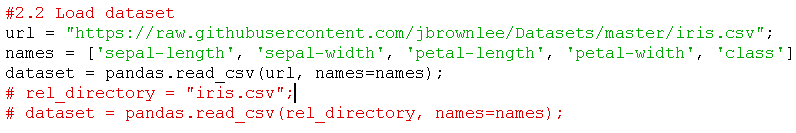 #2.2 Load dataset
url = "https://raw.githubusercontent.com/jbrownlee/Datasets/master/iris.csv";
names = ['sepal-length', 'sepal-width', 'petal-length', 'petal-width', 'class']
dataset = pandas.read_csv(url, names=names);
# rel_directory = "iris.csv";
# dataset = pandas.read_csv(rel_directory, names=names);